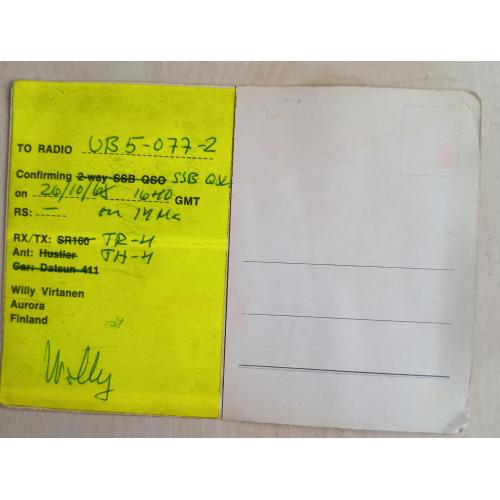 TO RADIO UB5-077-2
Confirming 2-way SSB QSO SSB QSL
on 26/10/68 1640 GMT
RS: — on 14 Mc
RX/TX: SR160 TR-4
Ant: Hustler TH-4
Car: Datsun 411
Willy Virtanen
Aurora
Finland
Willy